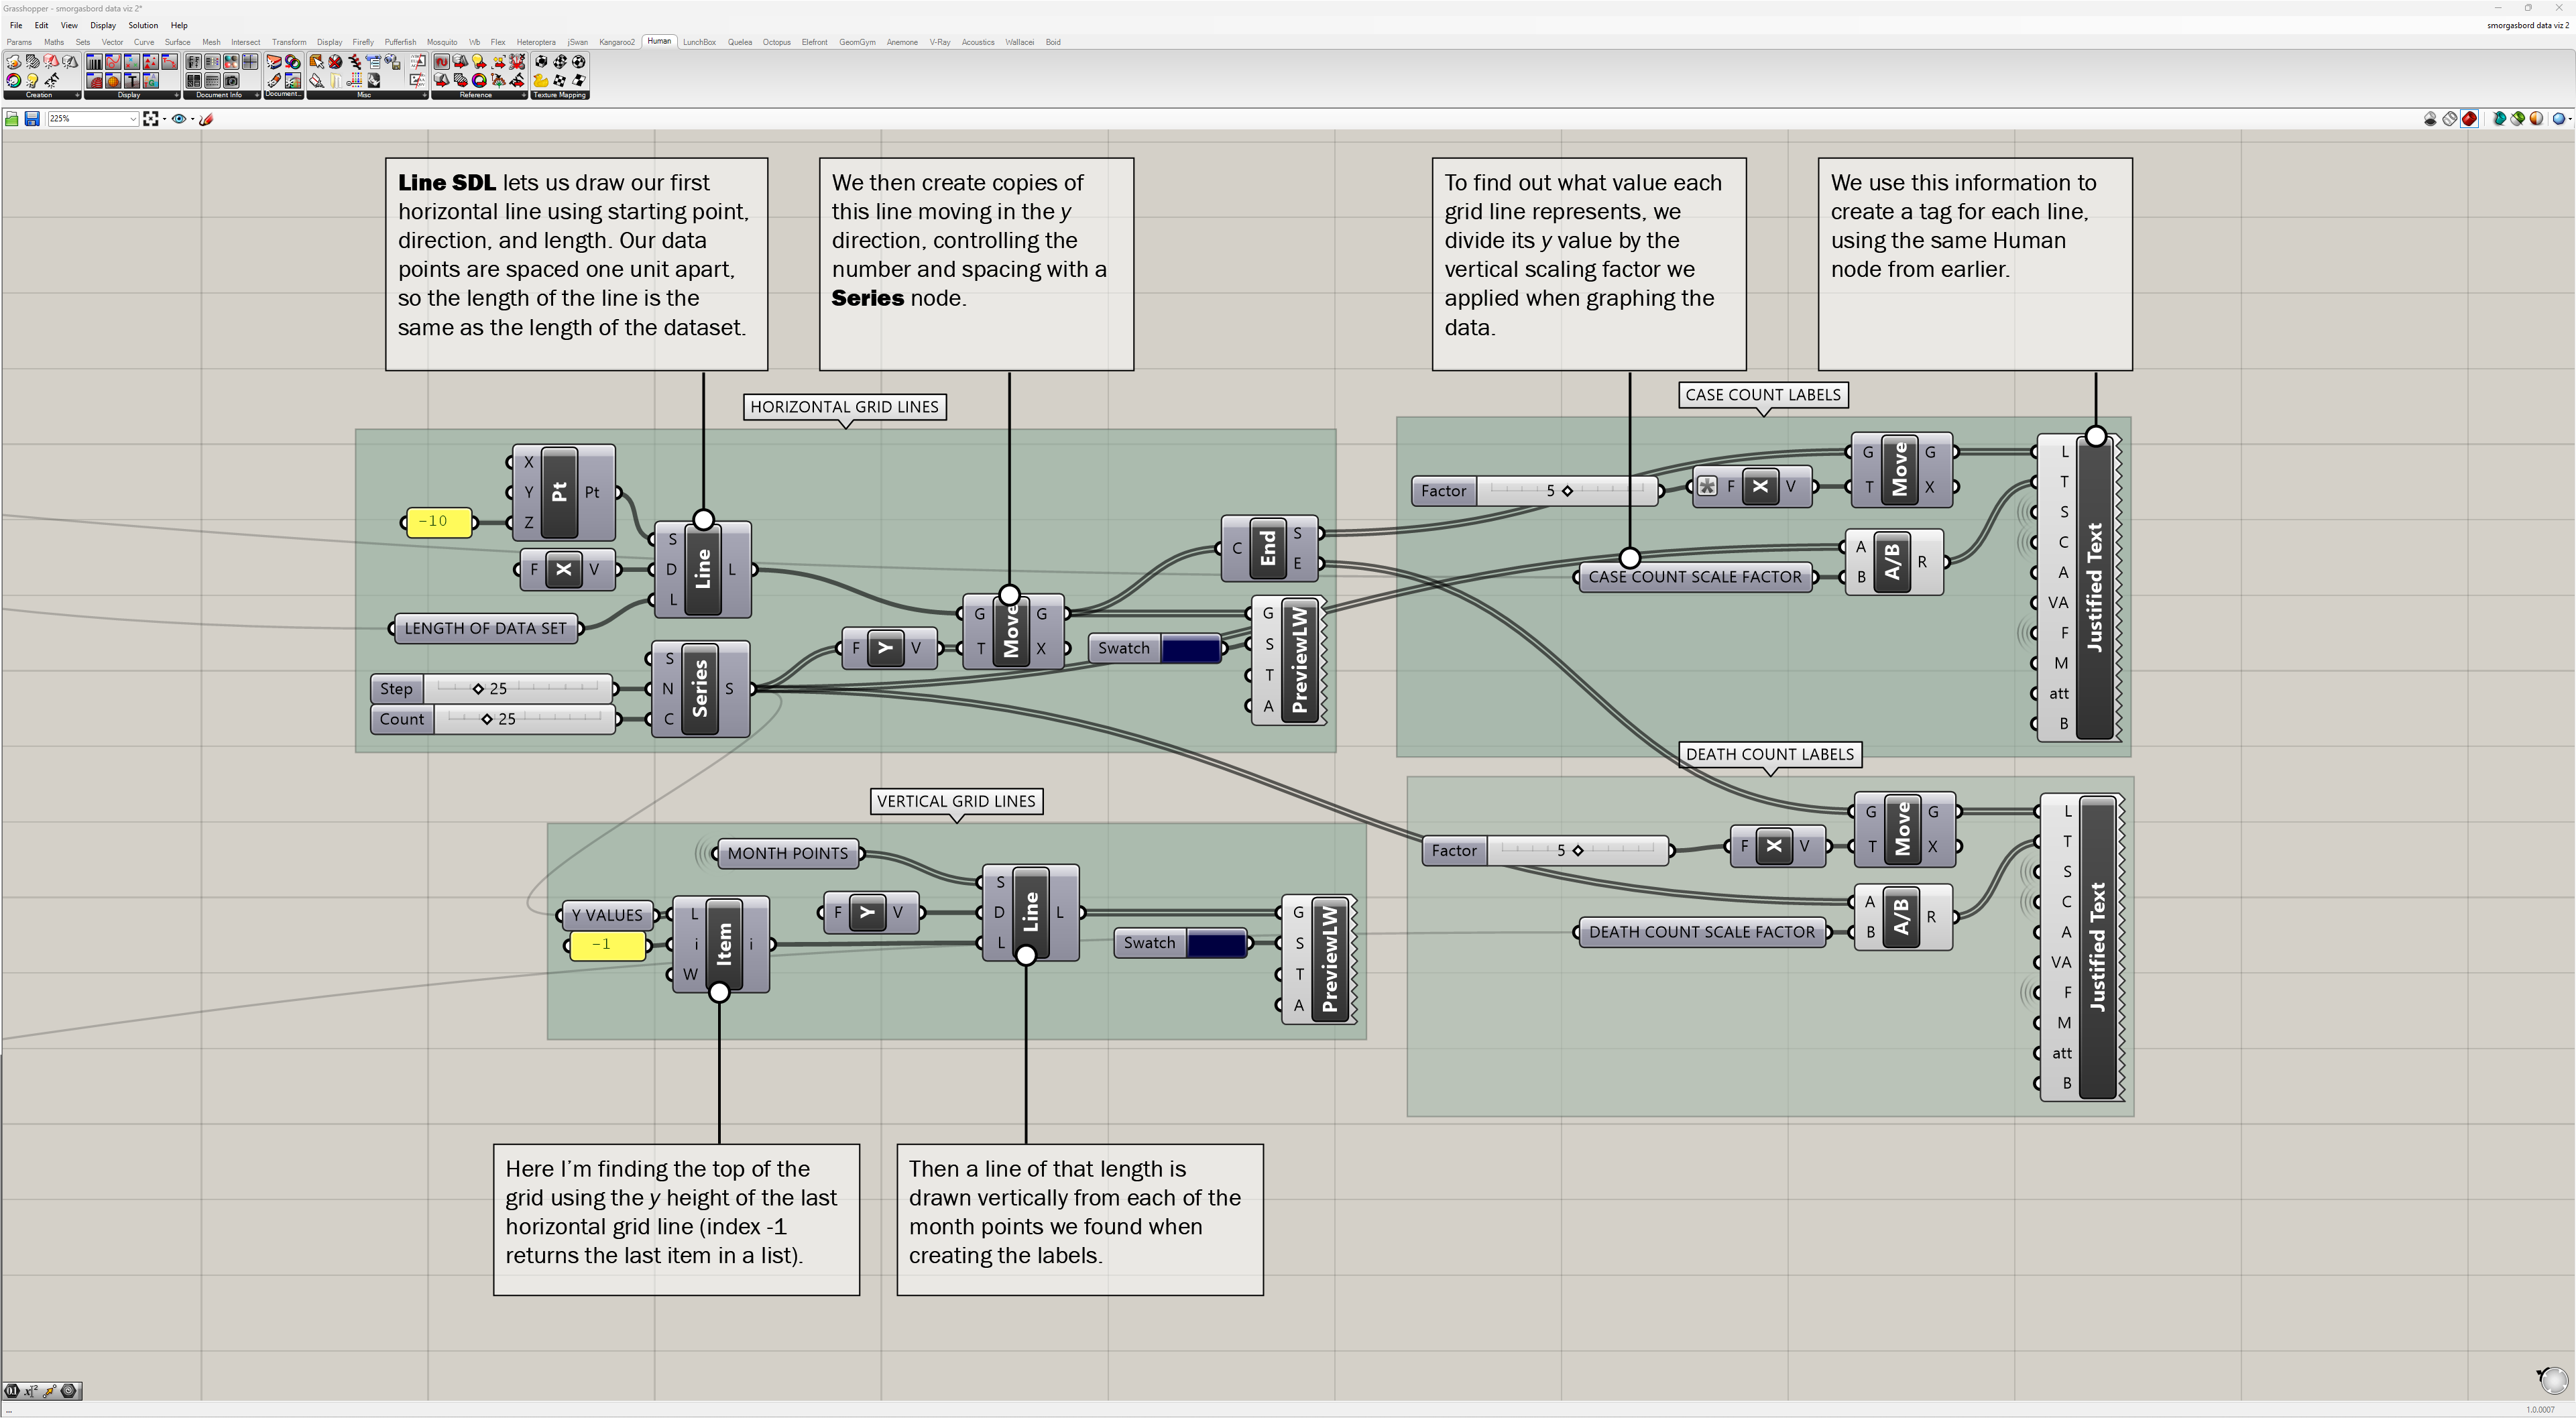 Grasshopper - smorgasbord data viz 2*
File Edit View Display Solution Help
smorgasbord data viz 2
Params Maths Sets Vector Curve Surface Mesh Intersect Transform Display Firefly Pufferfish Mosquito Wb Flex Heteroptera jSwan Kangaroo2 Human LunchBox Quelea Octopus Elefront GeomGym Anemone V-Ray Acoustics Wallacei Boid
Creation Display Document Info Document... Misc Reference Texture Mapping
225%
Line SDL lets us draw our first
horizontal line using starting point,
direction, and length. Our data
points are spaced one unit apart,
so the length of the line is the
same as the length of the dataset.
We then create copies of
this line moving in the y
direction, controlling the
number and spacing with a
Series node.
To find out what value each
grid line represents, we
divide its y value by the
vertical scaling factor we
applied when graphing the
data.
We use this information to
create a tag for each line,
using the same Human
node from earlier.
HORIZONTAL GRID LINES
-10
X
Y
Z
Pt
Pt
F X V
LENGTH OF DATA SET
S
D
L
Line
L
Step 25
Count 25
S
N
C
Series
S
F Y V
G
T
Move
G
X
Swatch
C
End
S
E
G
S
T
A
PreviewLW
CASE COUNT LABELS
Factor 5
F X V
G
T
Move
G
X
CASE COUNT SCALE FACTOR
A
B
A/B
R
L
T
S
C
A
VA
F
M
att
B
Justified Text
VERTICAL GRID LINES
MONTH POINTS
Y VALUES
-1
L
i
W
Item
i
F Y V
S
D
L
Line
L
Swatch
G
S
T
A
PreviewLW
DEATH COUNT LABELS
Factor 5
F X V
G
T
Move
G
X
DEATH COUNT SCALE FACTOR
A
B
A/B
R
L
T
S
C
A
VA
F
M
att
B
Justified Text
Here I'm finding the top of the
grid using the y height of the last
horizontal grid line (index -1
returns the last item in a list).
Then a line of that length is
drawn vertically from each of the
month points we found when
creating the labels.
...
1.0.0007